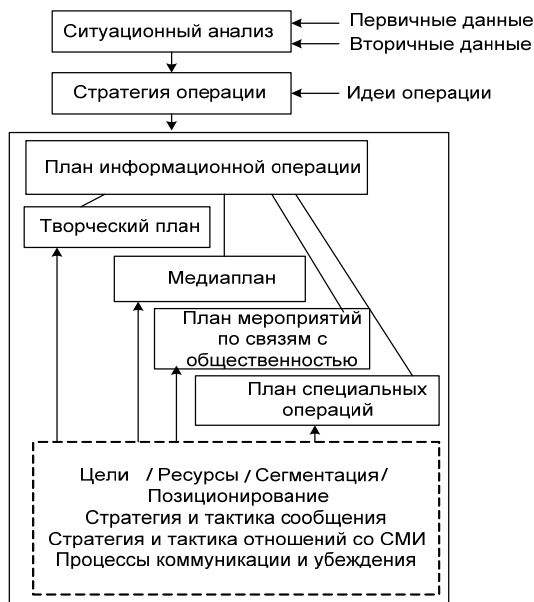 Ситуационный анализ
Первичные данные
Вторичные данные
Стратегия операции
Идеи операции
План информационной операции
Творческий план
Медиаплан
План мероприятий
по связям с
общественностью
План специальных
операций
Цели / Ресурсы / Сегментация/
Позиционирование
Стратегия и тактика сообщения
Стратегия и тактика отношений со СМИ
Процессы коммуникации и убеждения